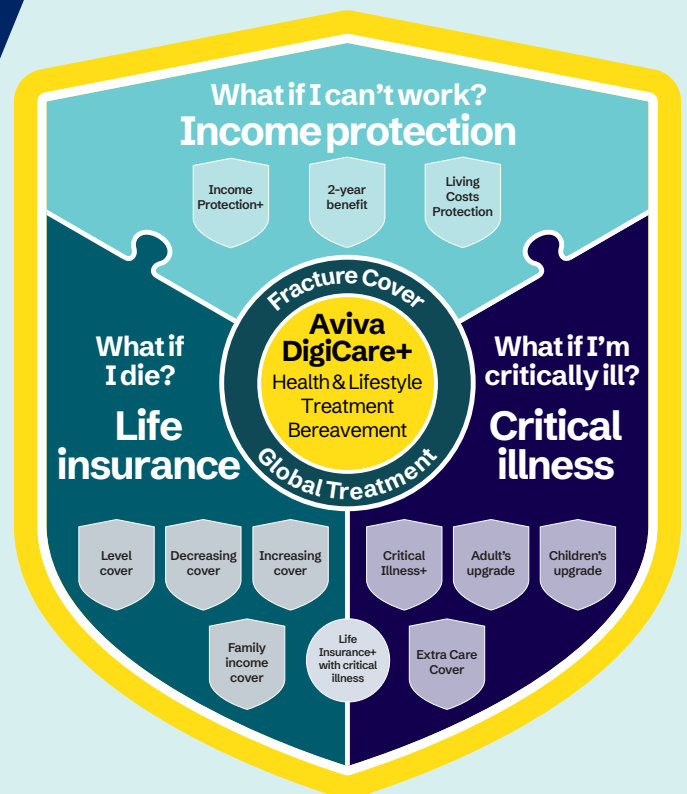 What if I can't work?
Income protection
Income
Protection+
2-year
benefit
Living
Costs
Protection
Fracture Cover
Aviva
DigiCare+
Health & Lifestyle
Treatment
Bereavement
Global Treatment
What if
I die?
Life
insurance
What if I'm
critically ill?
Critical
illness
Level
cover
Decreasing
cover
Increasing
cover
Critical
Illness+
Adult's
upgrade
Children's
upgrade
Family
income
cover
Life
Insurance+
with critical
illness
Extra Care
Cover